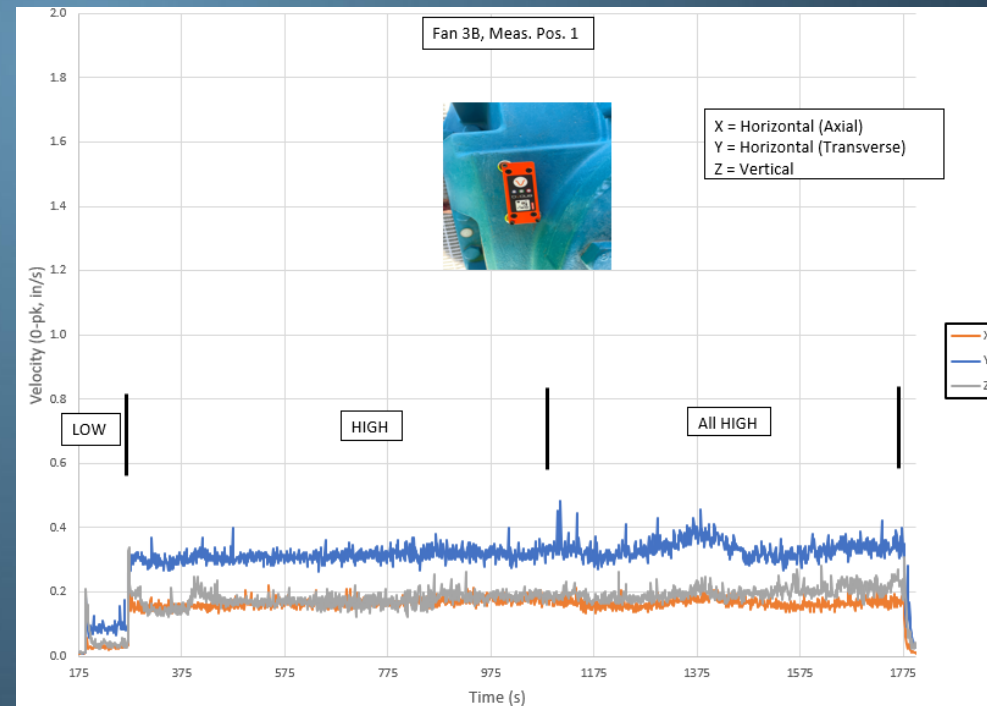 Fan 3B, Meas. Pos. 1
X = Horizontal (Axial)
Y = Horizontal (Transverse)
Z = Vertical
2.0
1.8
1.6
1.4
1.2
1.0
0.8
0.6
0.4
0.2
0.0
Velocity (0-pk, in/s)
LOW
HIGH
All HIGH
X
Y
Z
175
375
575
775
975
1175
1375
1575
1775
Time (s)